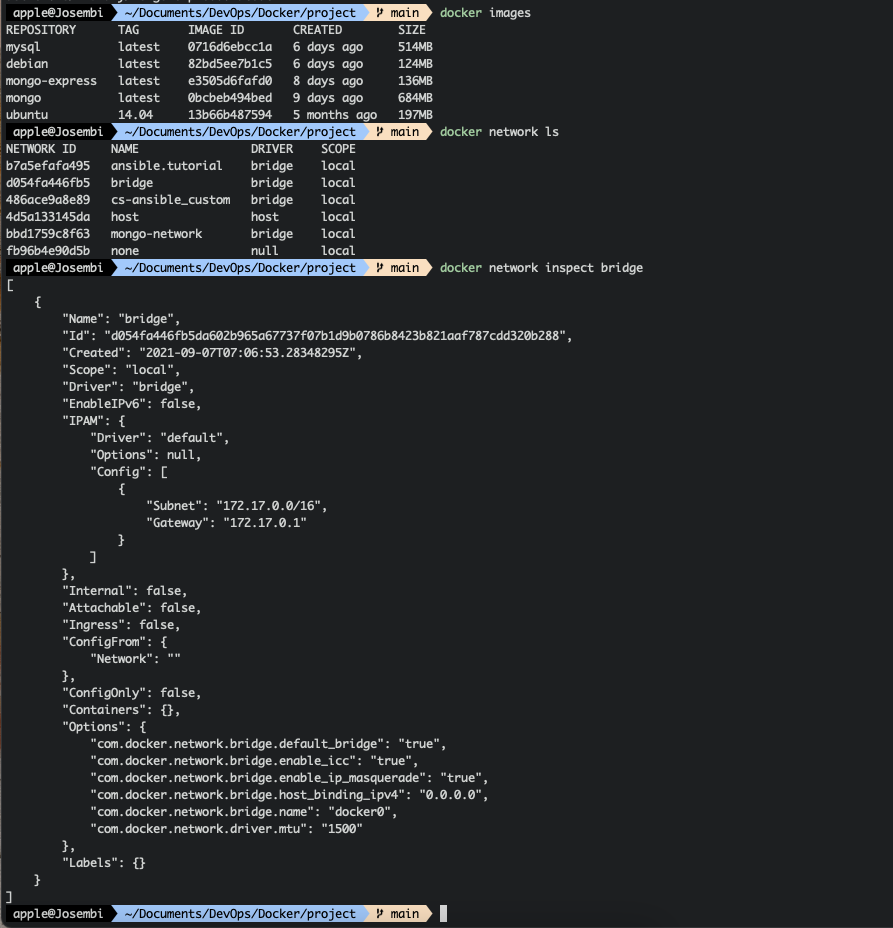 apple@Josembi ~/Documents/DevOps/Docker/project main docker images
REPOSITORY TAG IMAGE ID CREATED SIZE
mysql latest 0716d6ebcc1a 6 days ago 514MB
debian latest 82bd5ee7b1c5 6 days ago 124MB
mongo-express latest e3505d6fafd0 8 days ago 136MB
mongo latest 0bcbeb494bed 9 days ago 684MB
ubuntu 14.04 13b66b487594 5 months ago 197MB
apple@Josembi ~/Documents/DevOps/Docker/project main docker network ls
NETWORK ID NAME DRIVER SCOPE
b7a5efafa495 ansible.tutorial bridge local
d054fa446fb5 bridge bridge local
486ace9a8e89 cs-ansible_custom bridge local
4d5a133145da host host local
bbd1759c8f63 mongo-network bridge local
fb96b4e90d5b none null local
apple@Josembi ~/Documents/DevOps/Docker/project main docker network inspect bridge
[
    {
        "Name": "bridge",
        "Id": "d054fa446fb5da602b965a67737f07b1d9b0786b8423b821aaf787cdd320b288",
        "Created": "2021-09-07T07:06:53.28348295Z",
        "Scope": "local",
        "Driver": "bridge",
        "EnableIPv6": false,
        "IPAM": {
            "Driver": "default",
            "Options": null,
            "Config": [
                {
                    "Subnet": "172.17.0.0/16",
                    "Gateway": "172.17.0.1"
                }
            ]
        },
        "Internal": false,
        "Attachable": false,
        "Ingress": false,
        "ConfigFrom": {
            "Network": ""
        },
        "ConfigOnly": false,
        "Containers": {},
        "Options": {
            "com.docker.network.bridge.default_bridge": "true",
            "com.docker.network.bridge.enable_icc": "true",
            "com.docker.network.bridge.enable_ip_masquerade": "true",
            "com.docker.network.bridge.host_binding_ipv4": "0.0.0.0",
            "com.docker.network.bridge.name": "docker0",
            "com.docker.network.driver.mtu": "1500"
        },
        "Labels": {}
    }
]
apple@Josembi ~/Documents/DevOps/Docker/project main